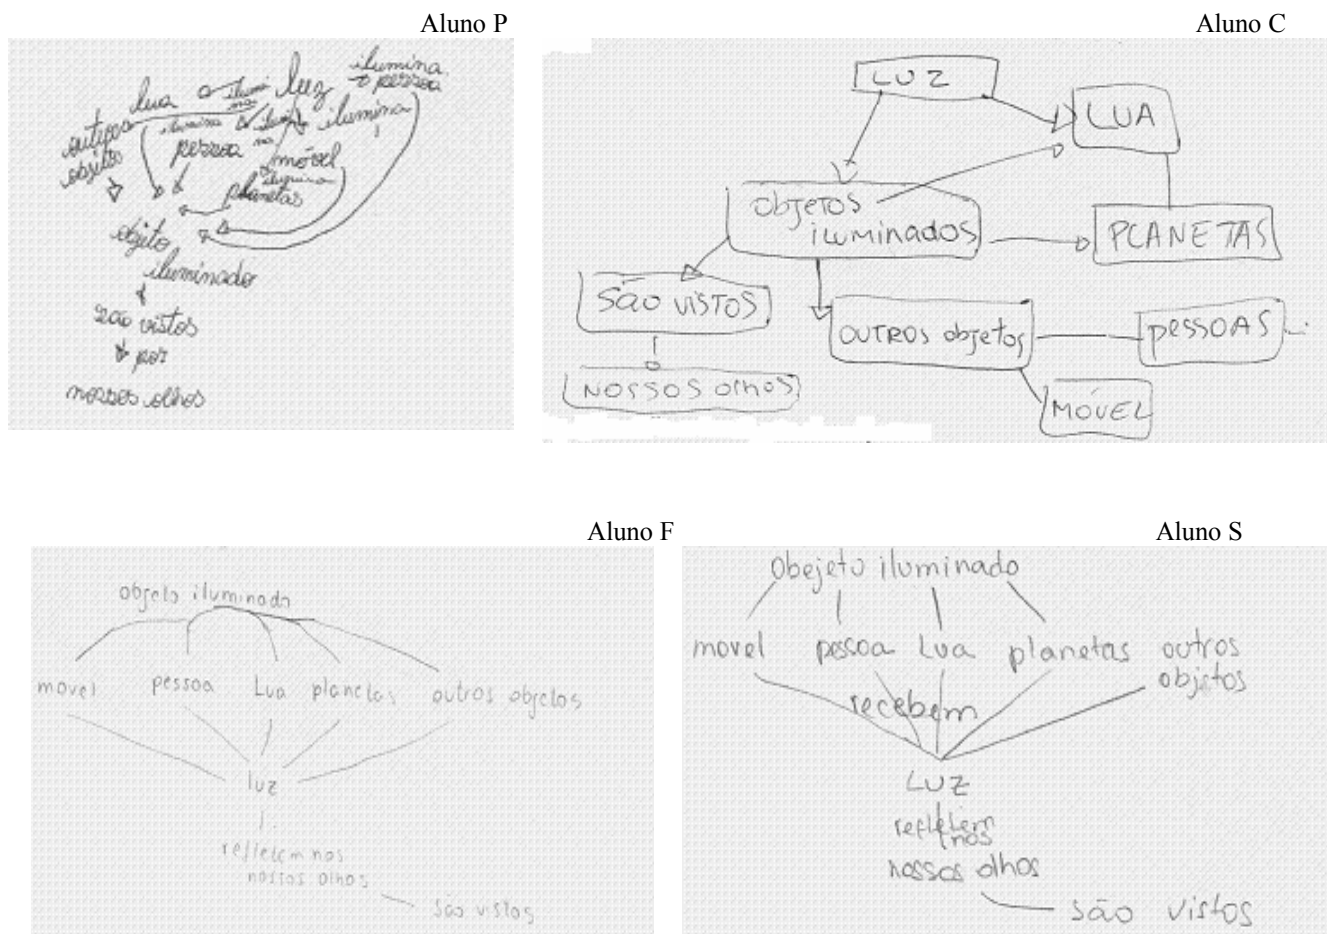 Aluno P
ilumina
pessoa
lua
luz
ilumina
outros
objeto
ilumina
pessoa
móvel
ilumina
planetas
objeto
iluminado
são vistos
por
nossos olhos
Aluno C
LUZ
LUA
objetos
iluminados
PLANETAS
são vistos
outros objetos
pessoas
nossos olhos
MÓVEL
Aluno F
objeto iluminado
movel
pessoa
Lua
planetas
outros objetos
luz
refletem nos
nossos olhos
são vistos
Aluno S
Obejeto iluminado
movel
pessoa
Lua
planetas
outros
objetos
recebem
LUZ
refletem
nos
nossos olhos
são vistos